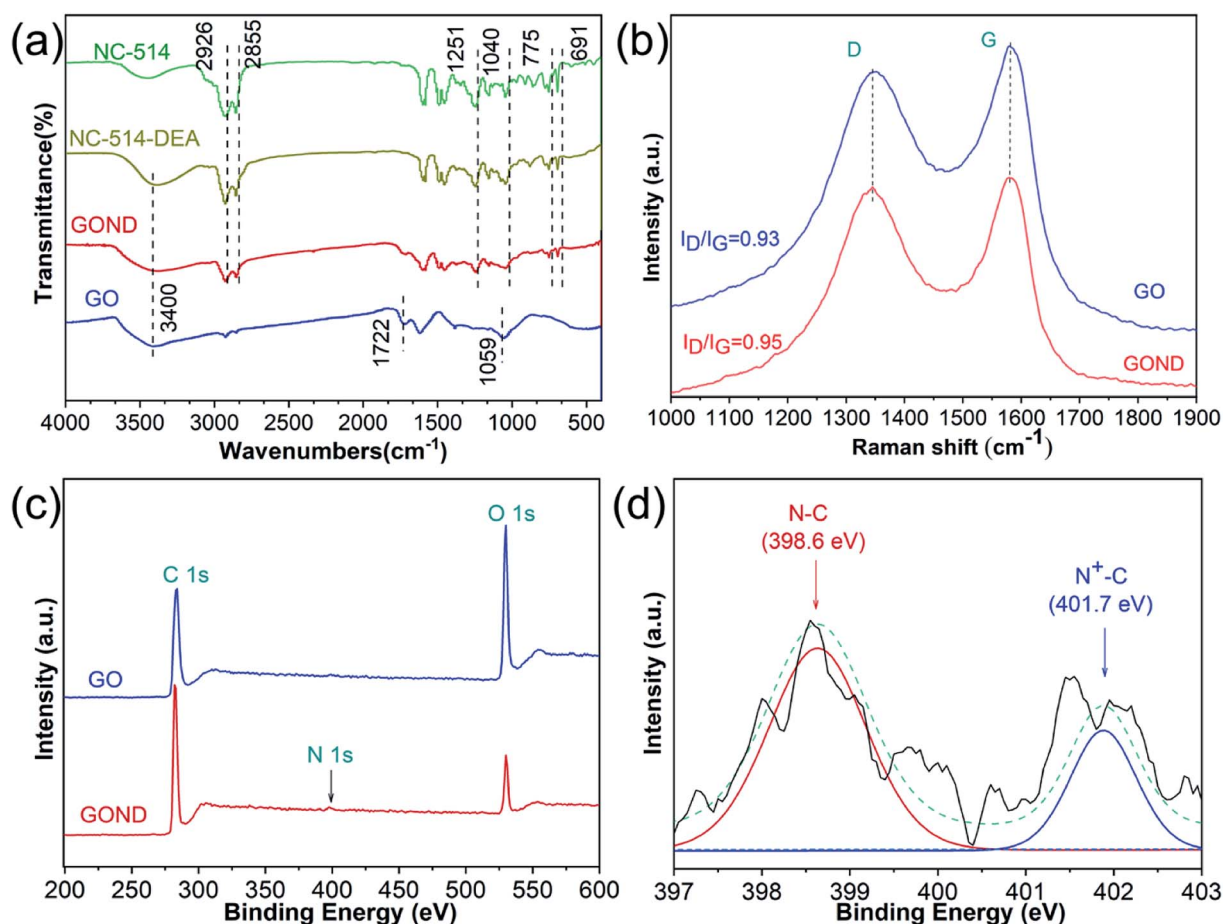 (a)
NC-514
2926
2855
1251
1040
775
691
NC-514-DEA
GOND
GO
3400
1722
1059
Transmittance(%)
4000 3500 3000 2500 2000 1500 1000 500
Wavenumbers(cm⁻¹)
(b)
D
G
I_D/I_G=0.93
GO
I_D/I_G=0.95
GOND
Intensity (a.u.)
1000 1100 1200 1300 1400 1500 1600 1700 1800 1900
Raman shift (cm⁻¹)
(c)
C 1s
O 1s
GO
N 1s
GOND
Intensity (a.u.)
200 250 300 350 400 450 500 550 600
Binding Energy (eV)
(d)
N-C
(398.6 eV)
N⁺-C
(401.7 eV)
Intensity (a.u.)
397 398 399 400 401 402 403
Binding Energy (eV)